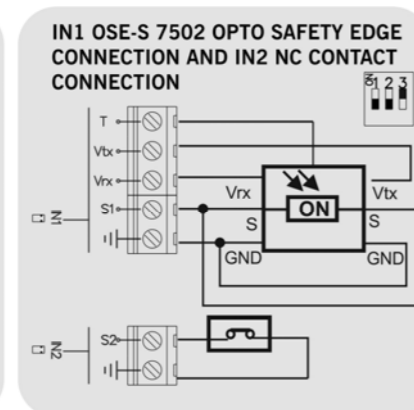 IN1 OSE-S 7502 OPTO SAFETY EDGE
CONNECTION AND IN2 NC CONTACT
CONNECTION
ON
1 2 3
T
Vtx
Vrx
S1
IN1
Vrx
ON
Vtx
S
S
GND
GND
S2
IN2